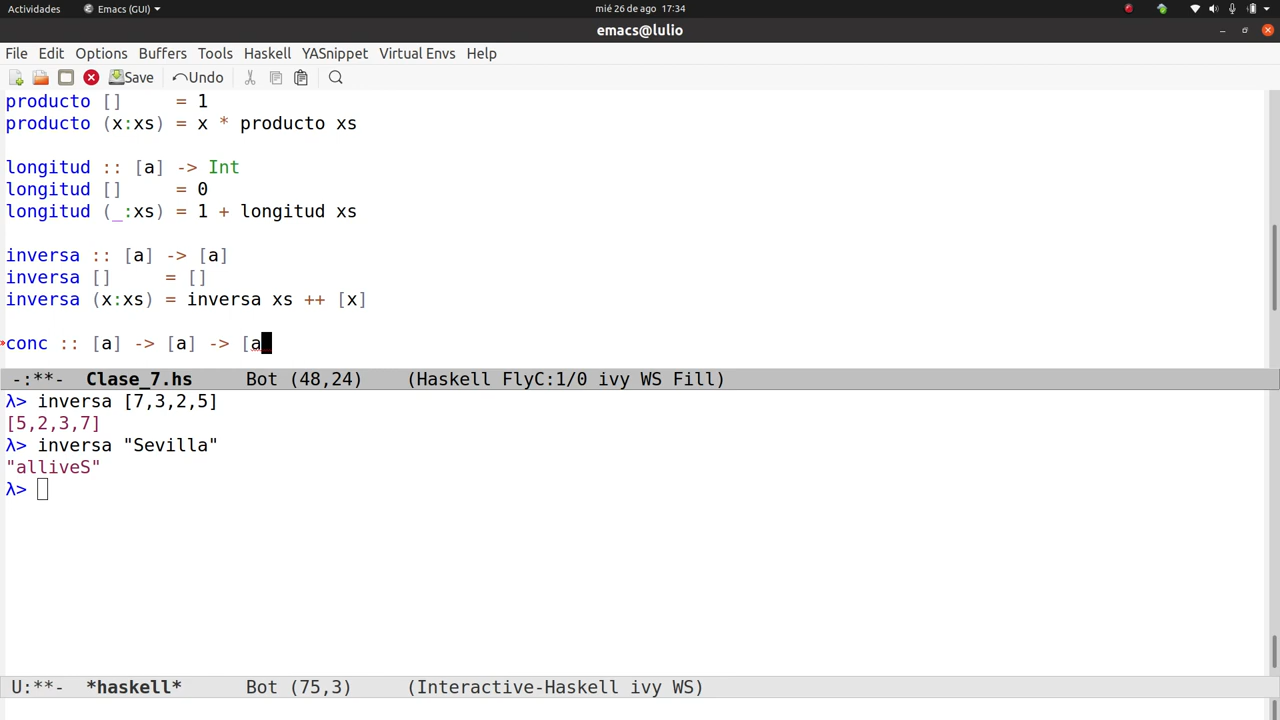 Actividades Emacs (GUI) mié 26 de ago 17:34
emacs@lulio
File Edit Options Buffers Tools Haskell YASnippet Virtual Envs Help
Save Undo
producto []     = 1
producto (x:xs) = x * producto xs
longitud :: [a] -> Int
longitud []     = 0
longitud (_:xs) = 1 + longitud xs
inversa :: [a] -> [a]
inversa []     = []
inversa (x:xs) = inversa xs ++ [x]
conc :: [a] -> [a] -> [a
-:**-  Clase_7.hs     Bot (48,24)    (Haskell FlyC:1/0 ivy WS Fill)
λ> inversa [7,3,2,5]
[5,2,3,7]
λ> inversa "Sevilla"
"alliveS"
λ>
U:**-  *haskell*      Bot (75,3)     (Interactive-Haskell ivy WS)